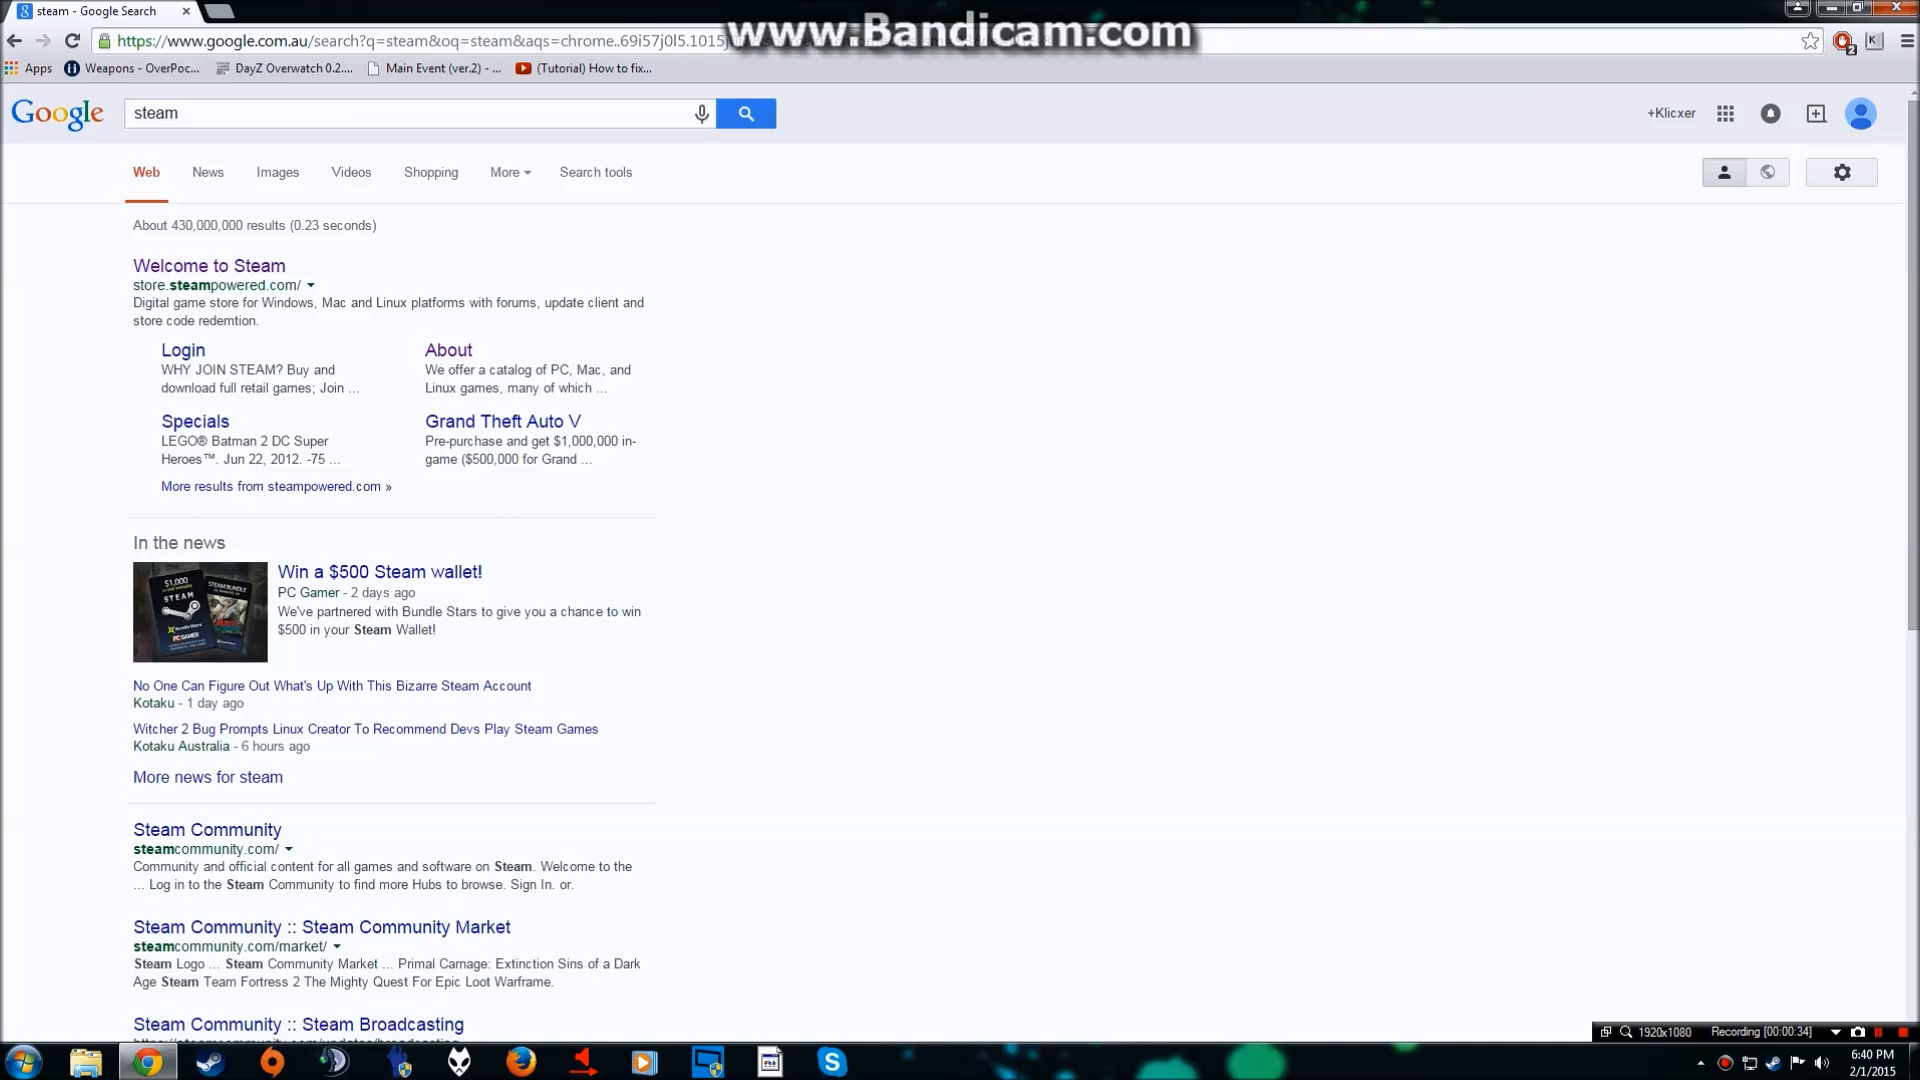 steam - Google Search
www.Bandicam.com
https://www.google.com.au/search?q=steam&oq=steam&aqs=chrome..69i57j0l5.1015j
Apps
Weapons - OverPoc...
DayZ Overwatch 0.2....
Main Event (ver.2) - ...
(Tutorial) How to fix...
Google
steam
+Klicxer
Web News Images Videos Shopping More Search tools
About 430,000,000 results (0.23 seconds)
Welcome to Steam
store.steampowered.com/
Digital game store for Windows, Mac and Linux platforms with forums, update client and
store code redemtion.
Login
WHY JOIN STEAM? Buy and
download full retail games; Join ...
About
We offer a catalog of PC, Mac, and
Linux games, many of which ...
Specials
LEGO® Batman 2 DC Super
Heroes™. Jun 22, 2012. -75 ...
Grand Theft Auto V
Pre-purchase and get $1,000,000 in-
game ($500,000 for Grand ...
More results from steampowered.com »
In the news
$1,000
STEAM
STEAM BUNDLE
PC GAMER
Win a $500 Steam wallet!
PC Gamer - 2 days ago
We've partnered with Bundle Stars to give you a chance to win
$500 in your Steam Wallet!
No One Can Figure Out What's Up With This Bizarre Steam Account
Kotaku - 1 day ago
Witcher 2 Bug Prompts Linux Creator To Recommend Devs Play Steam Games
Kotaku Australia - 6 hours ago
More news for steam
Steam Community
steamcommunity.com/
Community and official content for all games and software on Steam. Welcome to the
... Log in to the Steam Community to find more Hubs to browse. Sign In. or.
Steam Community :: Steam Community Market
steamcommunity.com/market/
Steam Logo ... Steam Community Market ... Primal Carnage: Extinction Sins of a Dark
Age Steam Team Fortress 2 The Mighty Quest For Epic Loot Warframe.
Steam Community :: Steam Broadcasting
1920x1080
Recording [00:00:34]
6:40 PM
2/1/2015